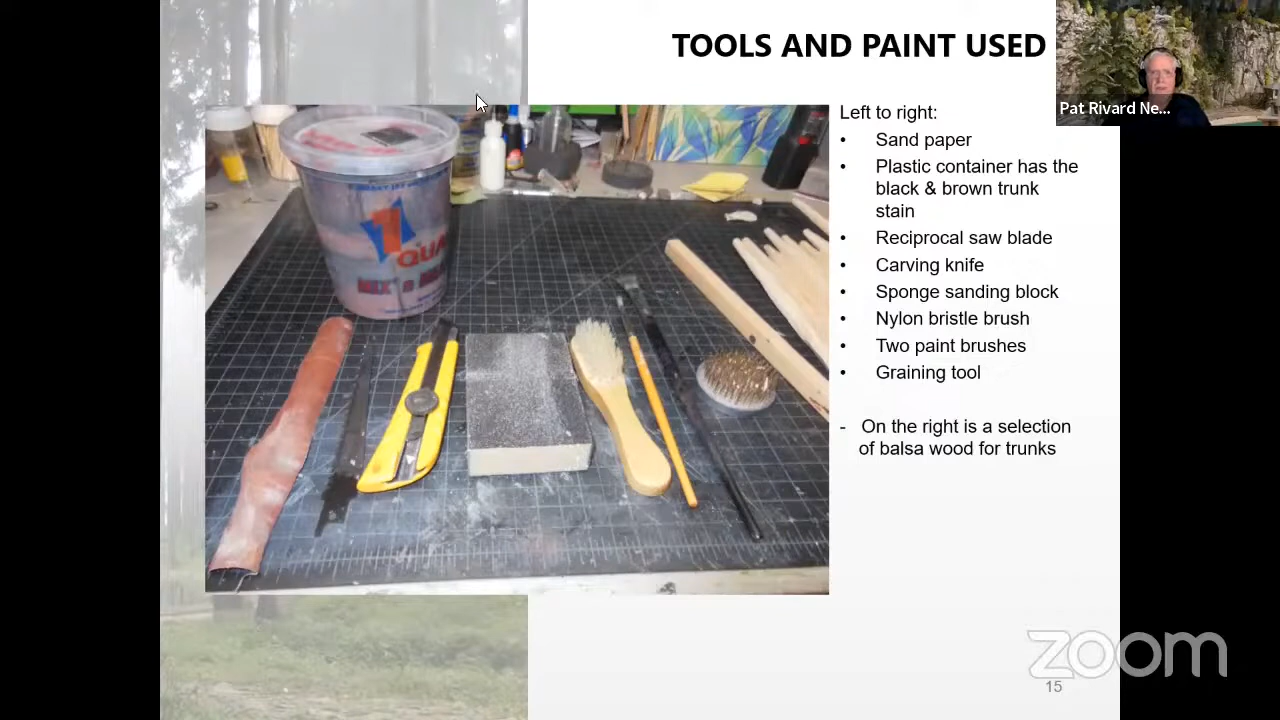 TOOLS AND PAINT USED
Pat Rivard Ne...
Left to right:
• Sand paper
• Plastic container has the
black & brown trunk
stain
• Reciprocal saw blade
• Carving knife
• Sponge sanding block
• Nylon bristle brush
• Two paint brushes
• Graining tool
- On the right is a selection
of balsa wood for trunks
1
QUA
zoom
15